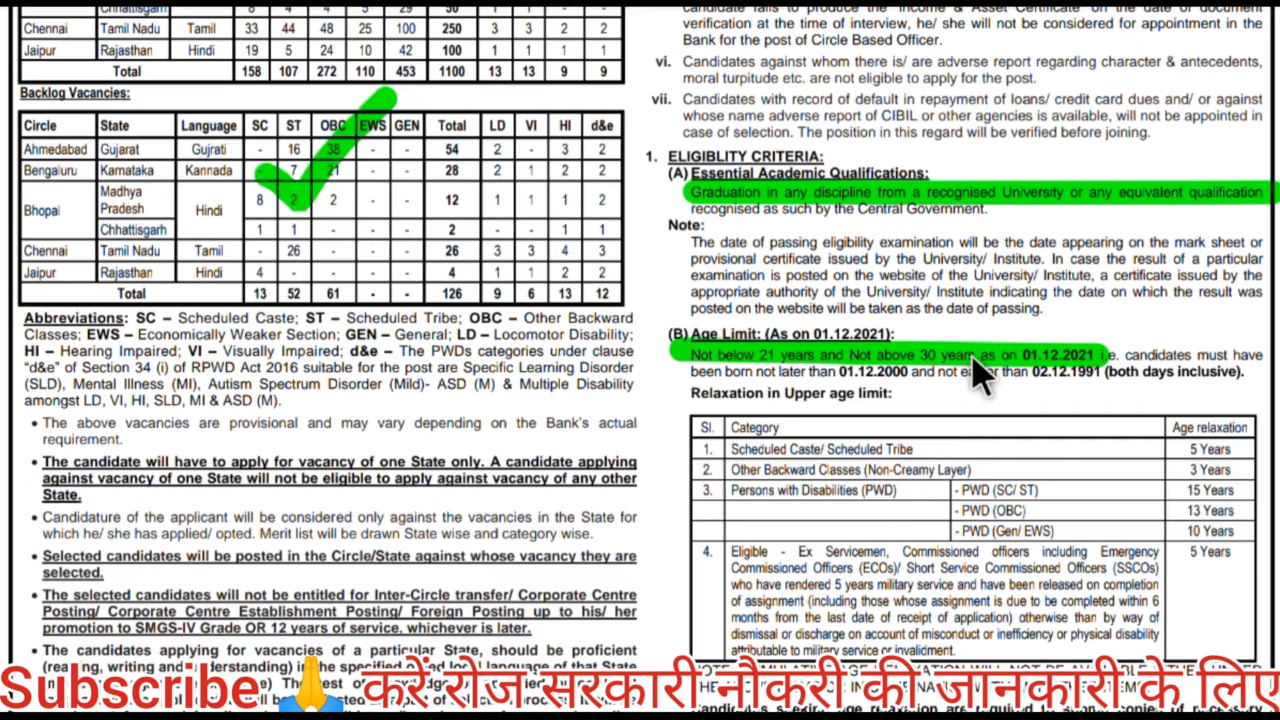 Chhattisgarh 8 4 4 5 29 50 1 1 - -
Chennai Tamil Nadu Tamil 33 44 48 25 100 250 3 3 2 2
Jaipur Rajasthan Hindi 19 5 24 10 42 100 1 1 1 1
Total 158 107 272 110 453 1100 13 13 9 9
Backlog Vacancies:
Circle State Language SC ST OBC EWS GEN Total LD VI HI d&e
Ahmedabad Gujarat Gujrati - 16 38 - - 54 2 - 3 2
Bengaluru Karnataka Kannada - 7 21 - - 28 2 1 2 2
Bhopal Madhya Pradesh Hindi 8 2 2 - - 12 1 1 1 2
Chhattisgarh 1 1 - - - 2 - - 1 1
Chennai Tamil Nadu Tamil - 26 - - - 26 3 3 4 3
Jaipur Rajasthan Hindi 4 - - - - 4 1 1 2 2
Total 13 52 61 - - 126 9 6 13 12
Abbreviations: SC – Scheduled Caste; ST – Scheduled Tribe; OBC – Other Backward
Classes; EWS – Economically Weaker Section; GEN – General; LD – Locomotor Disability;
HI – Hearing Impaired; VI – Visually Impaired; d&e – The PWDs categories under clause
"d&e" of Section 34 (i) of RPWD Act 2016 suitable for the post are Specific Learning Disorder
(SLD), Mental Illness (MI), Autism Spectrum Disorder (Mild)- ASD (M) & Multiple Disability
amongst LD, VI, HI, SLD, MI & ASD (M).
• The above vacancies are provisional and may vary depending on the Bank's actual
requirement.
• The candidate will have to apply for vacancy of one State only. A candidate applying
against vacancy of one State will not be eligible to apply against vacancy of any other
State.
• Candidature of the applicant will be considered only against the vacancies in the State for
which he/ she has applied/ opted. Merit list will be drawn State wise and category wise.
• Selected candidates will be posted in the Circle/State against whose vacancy they are
selected.
• The selected candidates will not be entitled for Inter-Circle transfer/ Corporate Centre
Posting/ Corporate Centre Establishment Posting/ Foreign Posting up to his/ her
promotion to SMGS-IV Grade OR 12 years of service, whichever is later.
• The candidates applying for vacancies of a particular State, should be proficient
(reading, writing and understanding) in the specified local language of that State
candidate fails to produce the 'Income & Asset Certificate' on the date of document
verification at the time of interview, he/ she will not be considered for appointment in the
Bank for the post of Circle Based Officer.
vi. Candidates against whom there is/ are adverse report regarding character & antecedents,
moral turpitude etc. are not eligible to apply for the post.
vii. Candidates with record of default in repayment of loans/ credit card dues and/ or against
whose name adverse report of CIBIL or other agencies is available, will not be appointed in
case of selection. The position in this regard will be verified before joining.
1. ELIGIBLITY CRITERIA:
(A) Essential Academic Qualifications:
Graduation in any discipline from a recognised University or any equivalent qualification
recognised as such by the Central Government.
Note:
The date of passing eligibility examination will be the date appearing on the mark sheet or
provisional certificate issued by the University/ Institute. In case the result of a particular
examination is posted on the website of the University/ Institute, a certificate issued by the
appropriate authority of the University/ Institute indicating the date on which the result was
posted on the website will be taken as the date of passing.
(B) Age Limit: (As on 01.12.2021):
Not below 21 years and Not above 30 years as on 01.12.2021 i.e. candidates must have
been born not later than 01.12.2000 and not earlier than 02.12.1991 (both days inclusive).
Relaxation in Upper age limit:
Sl. Category Age relaxation
1. Scheduled Caste/ Scheduled Tribe 5 Years
2. Other Backward Classes (Non-Creamy Layer) 3 Years
3. Persons with Disabilities (PWD) - PWD (SC/ ST) 15 Years
- PWD (OBC) 13 Years
- PWD (Gen/ EWS) 10 Years
4. Eligible - Ex Servicemen, Commissioned officers including Emergency 5 Years
Commissioned Officers (ECOs)/ Short Service Commissioned Officers (SSCOs)
who have rendered 5 years military service and have been released on completion
of assignment (including those whose assignment is due to be completed within 6
months from the last date of receipt of application) otherwise than by way of
dismissal or discharge on account of misconduct or inefficiency or physical disability
attributable to military service or invalidment.
Subscribe 🙏 करें रोज सरकारी नौकरी की जानकारी के लिए